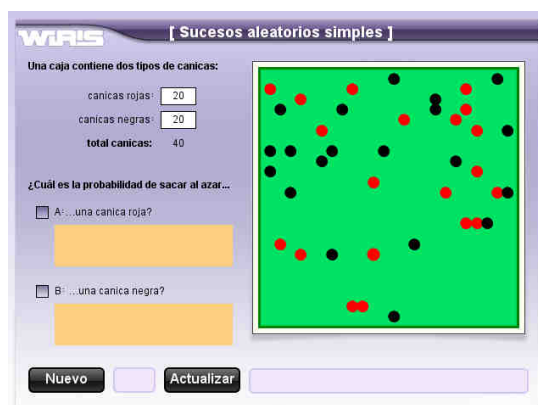 WIRIS
[ Sucesos aleatorios simples ]
Una caja contiene dos tipos de canicas:
canicas rojas: 20
canicas negras: 20
total canicas: 40
¿Cuál es la probabilidad de sacar al azar...
A: ...una canica roja?
B: ...una canica negra?
Nuevo
Actualizar